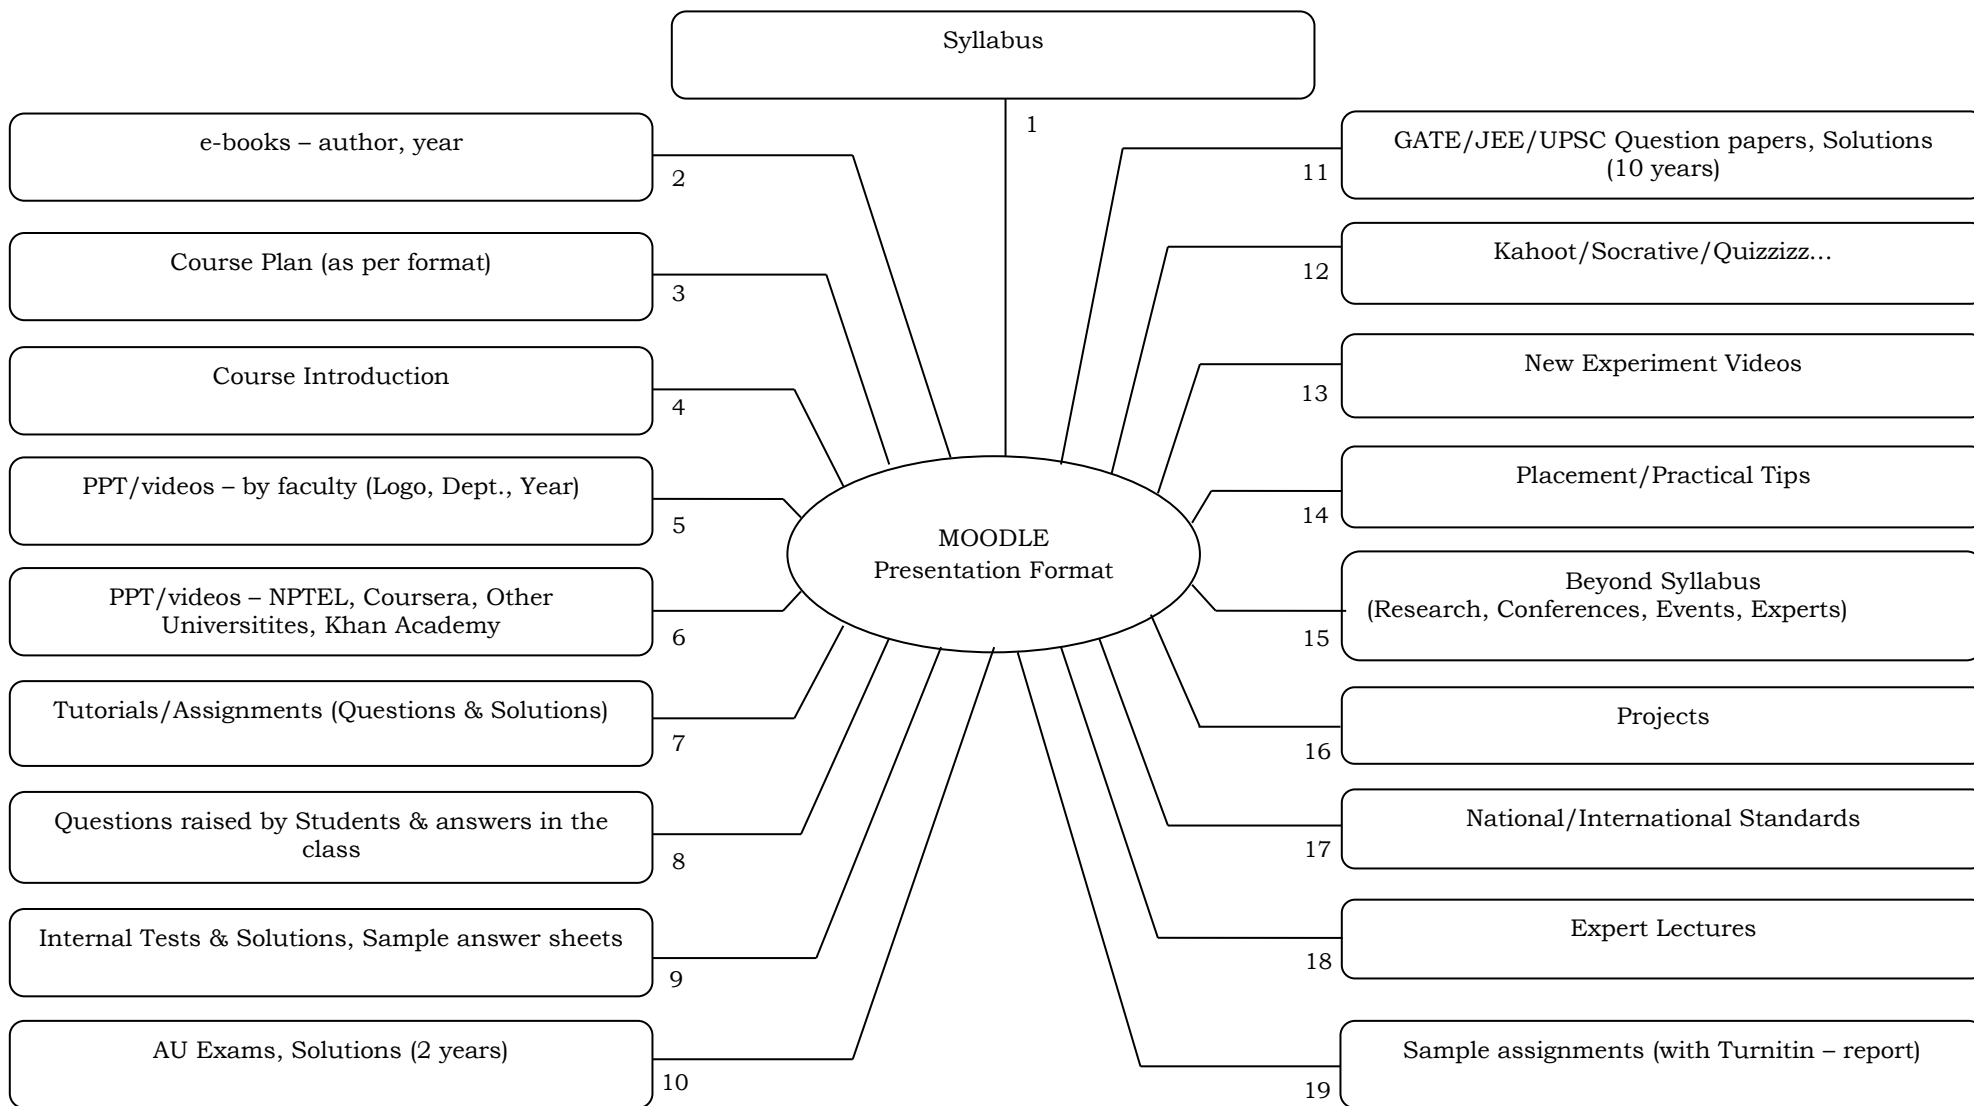 Syllabus
1
e-books – author, year
2
Course Plan (as per format)
3
Course Introduction
4
PPT/videos – by faculty (Logo, Dept., Year)
5
PPT/videos – NPTEL, Coursera, Other
Universitites, Khan Academy
6
Tutorials/Assignments (Questions & Solutions)
7
Questions raised by Students & answers in the
class
8
Internal Tests & Solutions, Sample answer sheets
9
AU Exams, Solutions (2 years)
10
MOODLE
Presentation Format
GATE/JEE/UPSC Question papers, Solutions
(10 years)
11
Kahoot/Socrative/Quizzizz...
12
New Experiment Videos
13
Placement/Practical Tips
14
Beyond Syllabus
(Research, Conferences, Events, Experts)
15
Projects
16
National/International Standards
17
Expert Lectures
18
Sample assignments (with Turnitin – report)
19